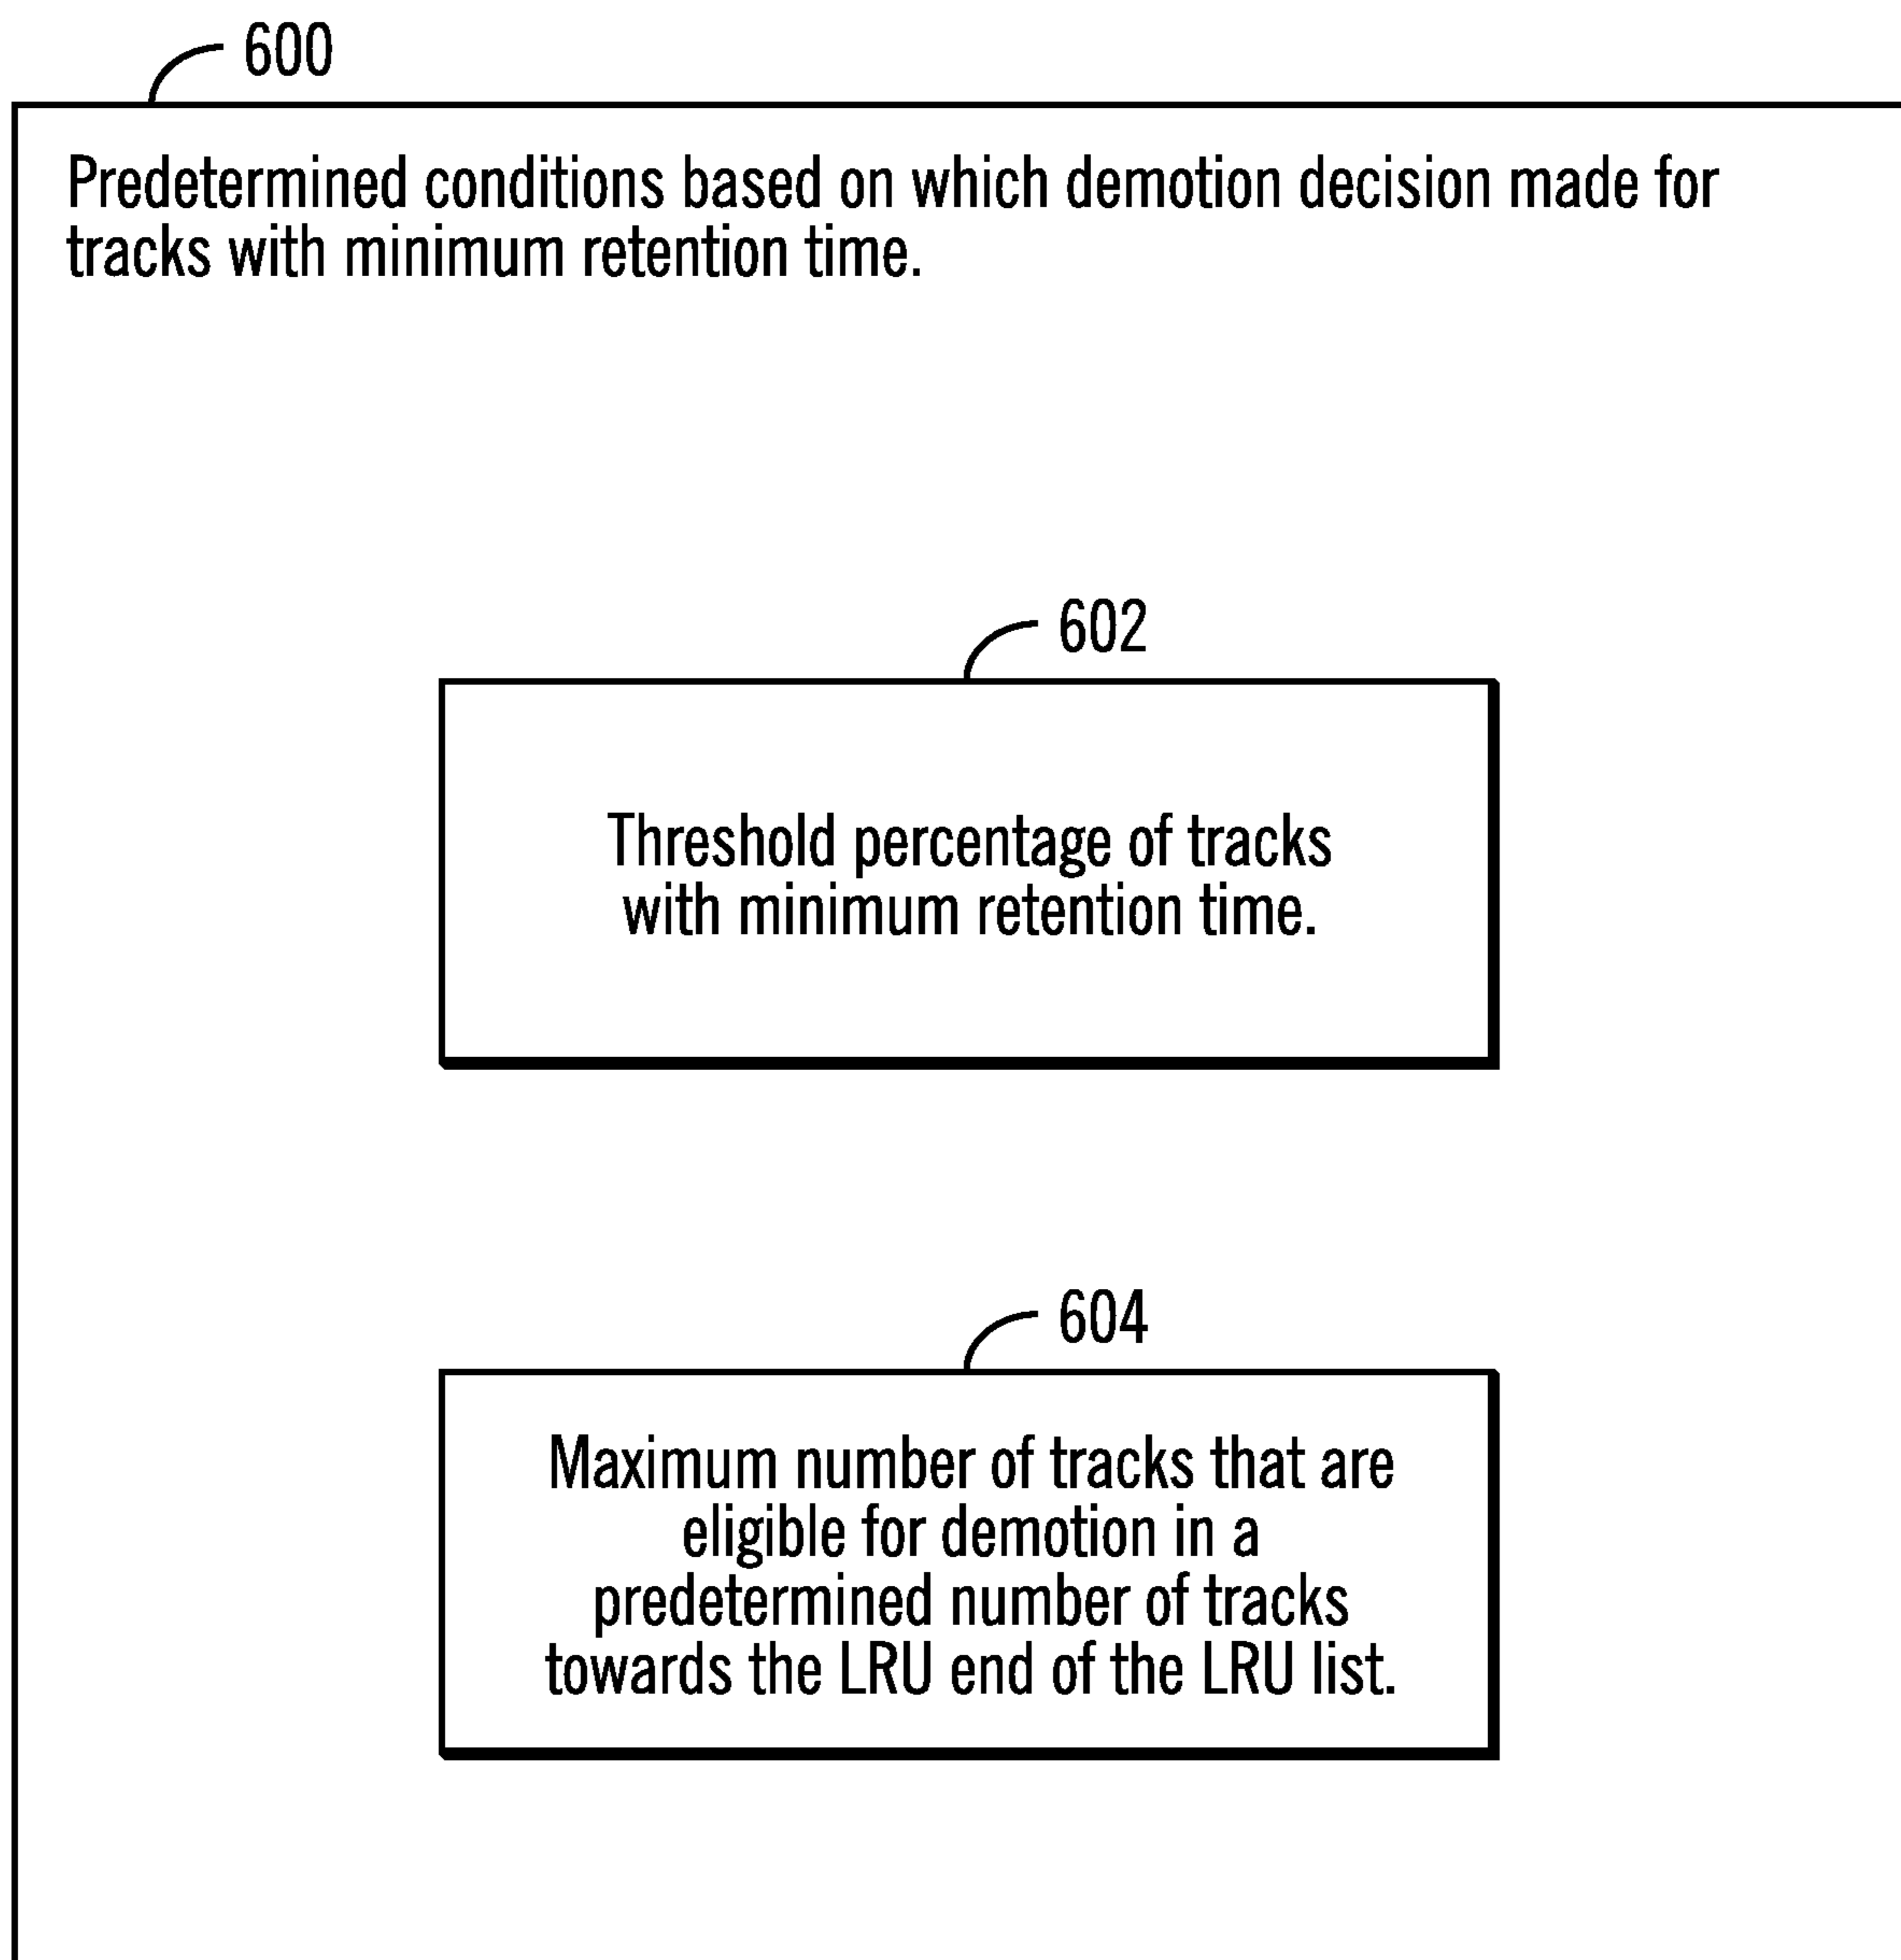 600
Predetermined conditions based on which demotion decision made for
tracks with minimum retention time.
602
Threshold percentage of tracks
with minimum retention time.
604
Maximum number of tracks that are
eligible for demotion in a
predetermined number of tracks
towards the LRU end of the LRU list.